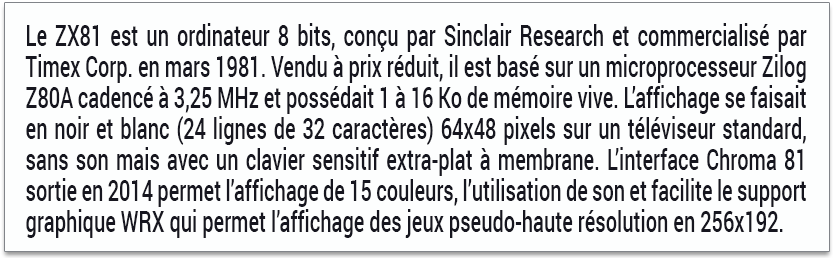 Le ZX81 est un ordinateur 8 bits, conçu par Sinclair Research et commercialisé par
Timex Corp. en mars 1981. Vendu à prix réduit, il est basé sur un microprocesseur Zilog
Z80A cadencé à 3,25 MHz et possédait 1 à 16 Ko de mémoire vive. L'affichage se faisait
en noir et blanc (24 lignes de 32 caractères) 64x48 pixels sur un téléviseur standard,
sans son mais avec un clavier sensitif extra-plat à membrane. L'interface Chroma 81
sortie en 2014 permet l'affichage de 15 couleurs, l'utilisation de son et facilite le support
graphique WRX qui permet l'affichage des jeux pseudo-haute résolution en 256x192.